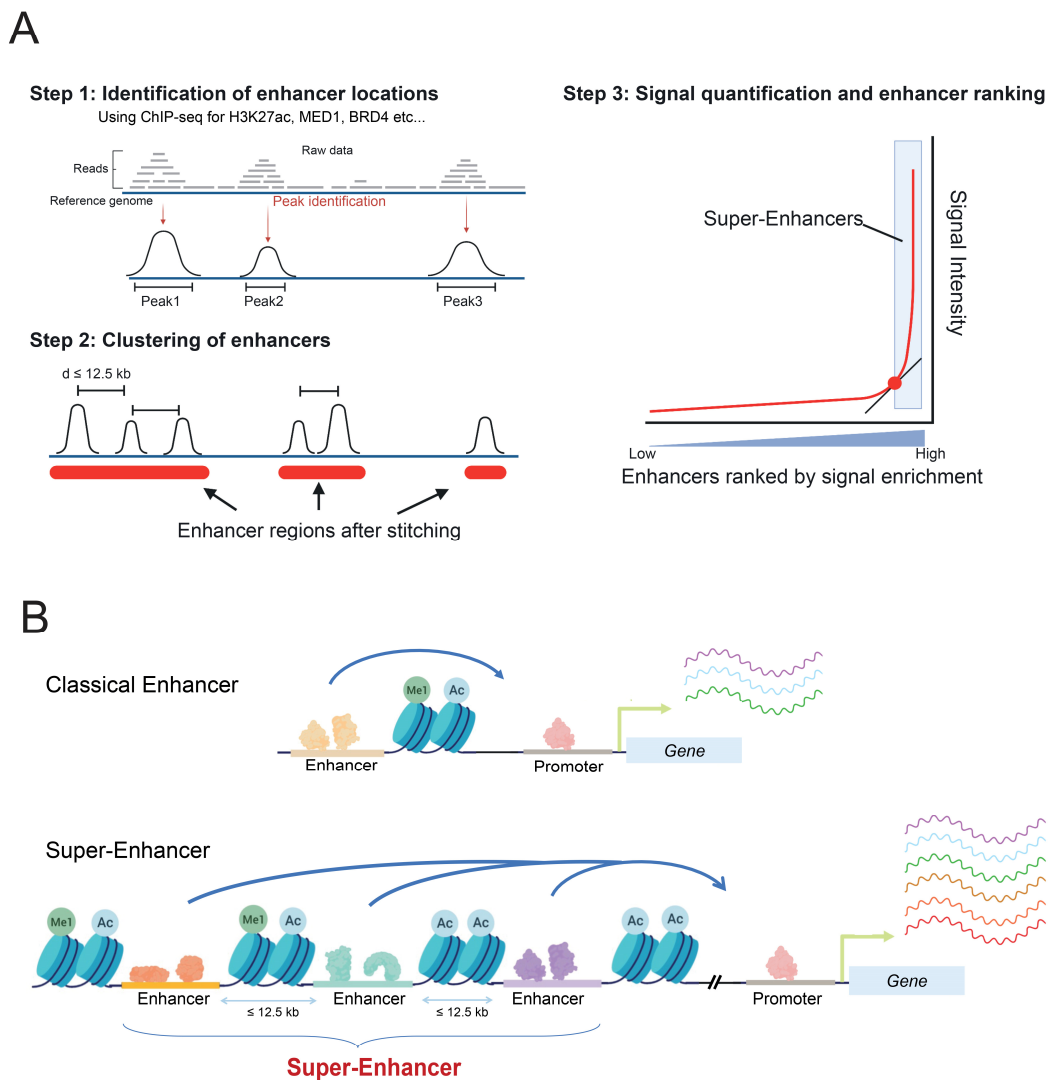 A
Step 1: Identification of enhancer locations
Using ChIP-seq for H3K27ac, MED1, BRD4 etc...
Raw data
Reads
Reference genome
Peak identification
Peak1
Peak2
Peak3
Step 2: Clustering of enhancers
d ≤ 12.5 kb
Enhancer regions after stitching
Step 3: Signal quantification and enhancer ranking
Super-Enhancers
Signal Intensity
Low
High
Enhancers ranked by signal enrichment
B
Classical Enhancer
Me1
Ac
Enhancer
Promoter
Gene
Super-Enhancer
Me1
Ac
Me1
Ac
Ac
Ac
Ac
Ac
Enhancer
Enhancer
Enhancer
Promoter
Gene
≤ 12.5 kb
≤ 12.5 kb
Super-Enhancer